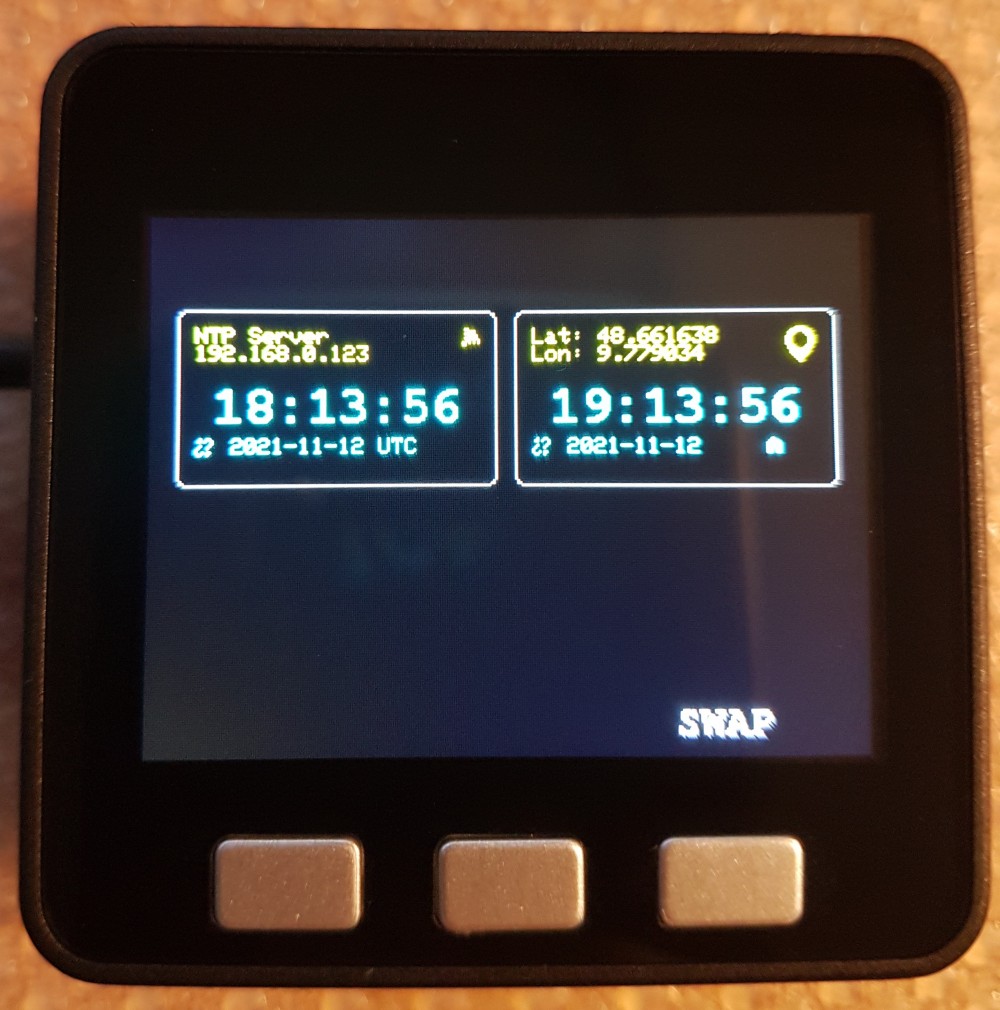 NTP Server
192.168.0.123
18:13:56
2021-11-12 UTC
Lat: 48.661638
Lon: 9.779034
19:13:56
2021-11-12
SWAP